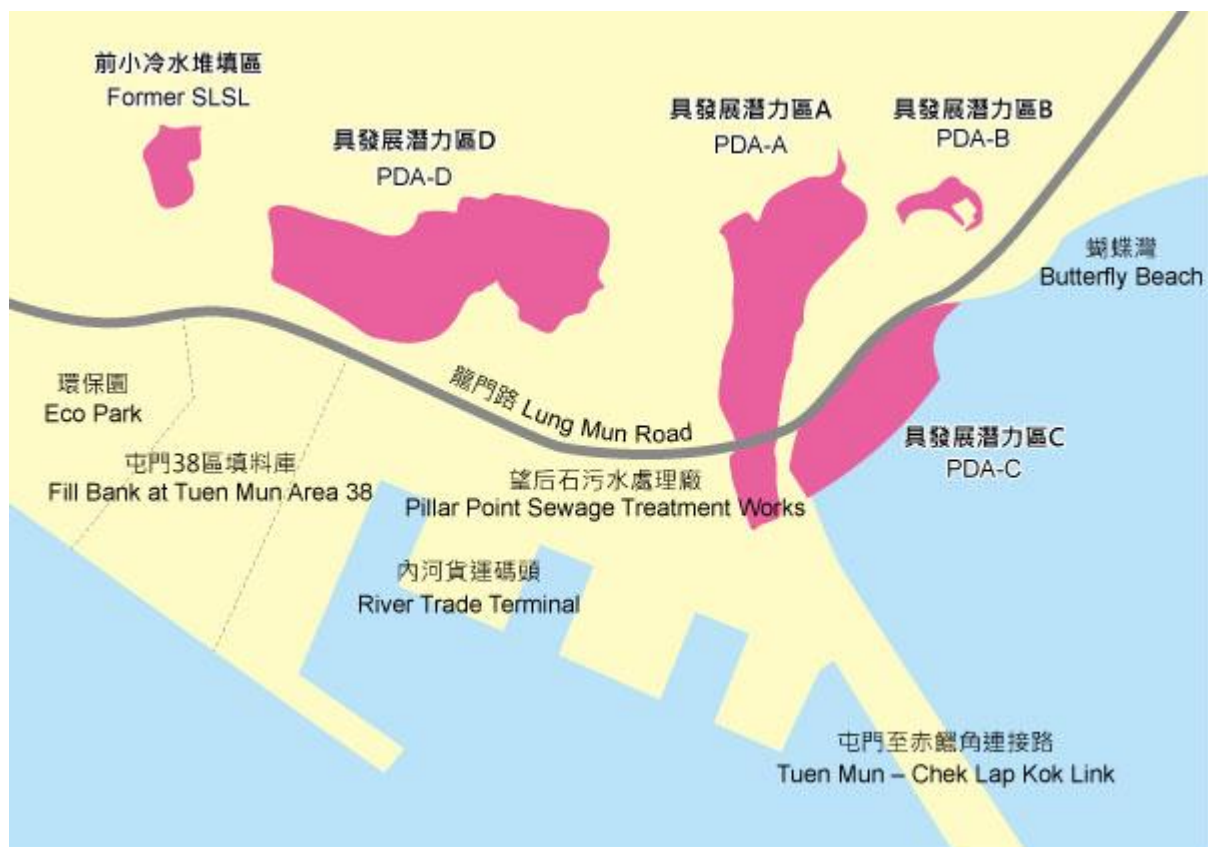 前小冷水堆填區
Former SLSL
具發展潛力區D
PDA-D
具發展潛力區A
PDA-A
具發展潛力區B
PDA-B
蝴蝶灣
Butterfly Beach
環保園
Eco Park
龍門路 Lung Mun Road
具發展潛力區C
PDA-C
屯門38區填料庫
Fill Bank at Tuen Mun Area 38
望后石污水處理廠
Pillar Point Sewage Treatment Works
內河貨運碼頭
River Trade Terminal
屯門至赤鱲角連接路
Tuen Mun – Chek Lap Kok Link